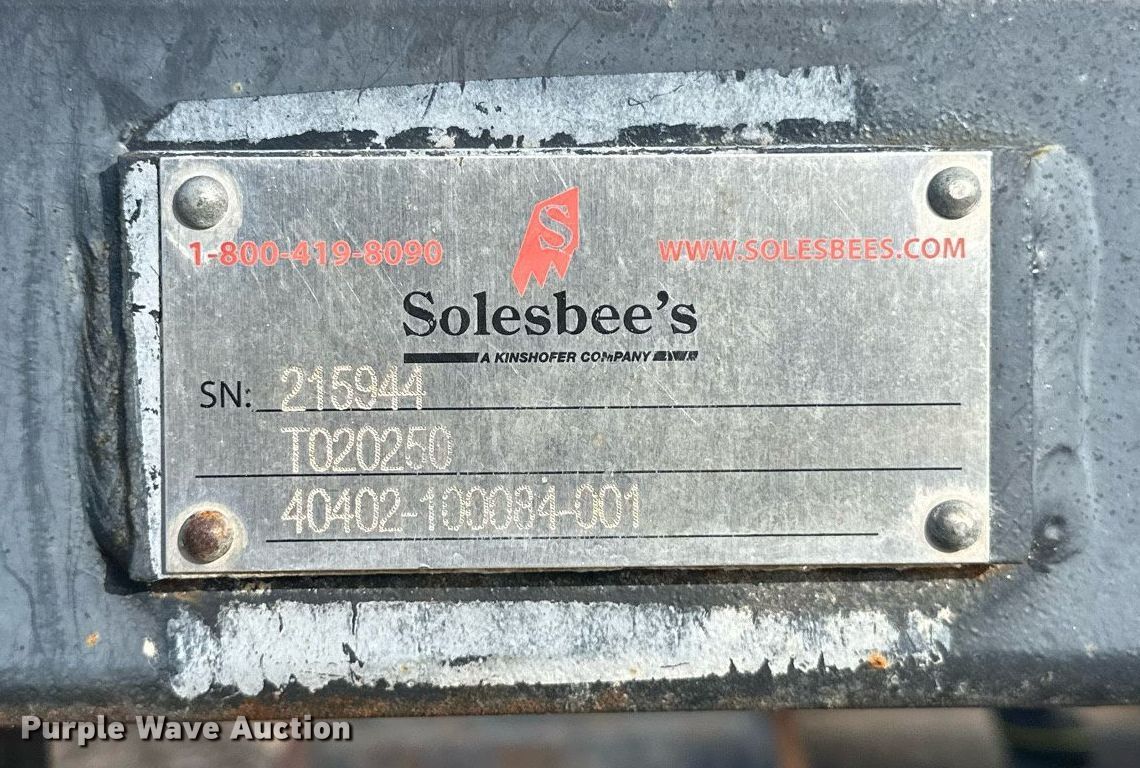 1-800-419-8090
S
WWW.SOLESBEES.COM
Solesbee's
A KINSHOFER COMPANY
SN: 215944
T020250
40402-100084-001
Purple Wave Auction